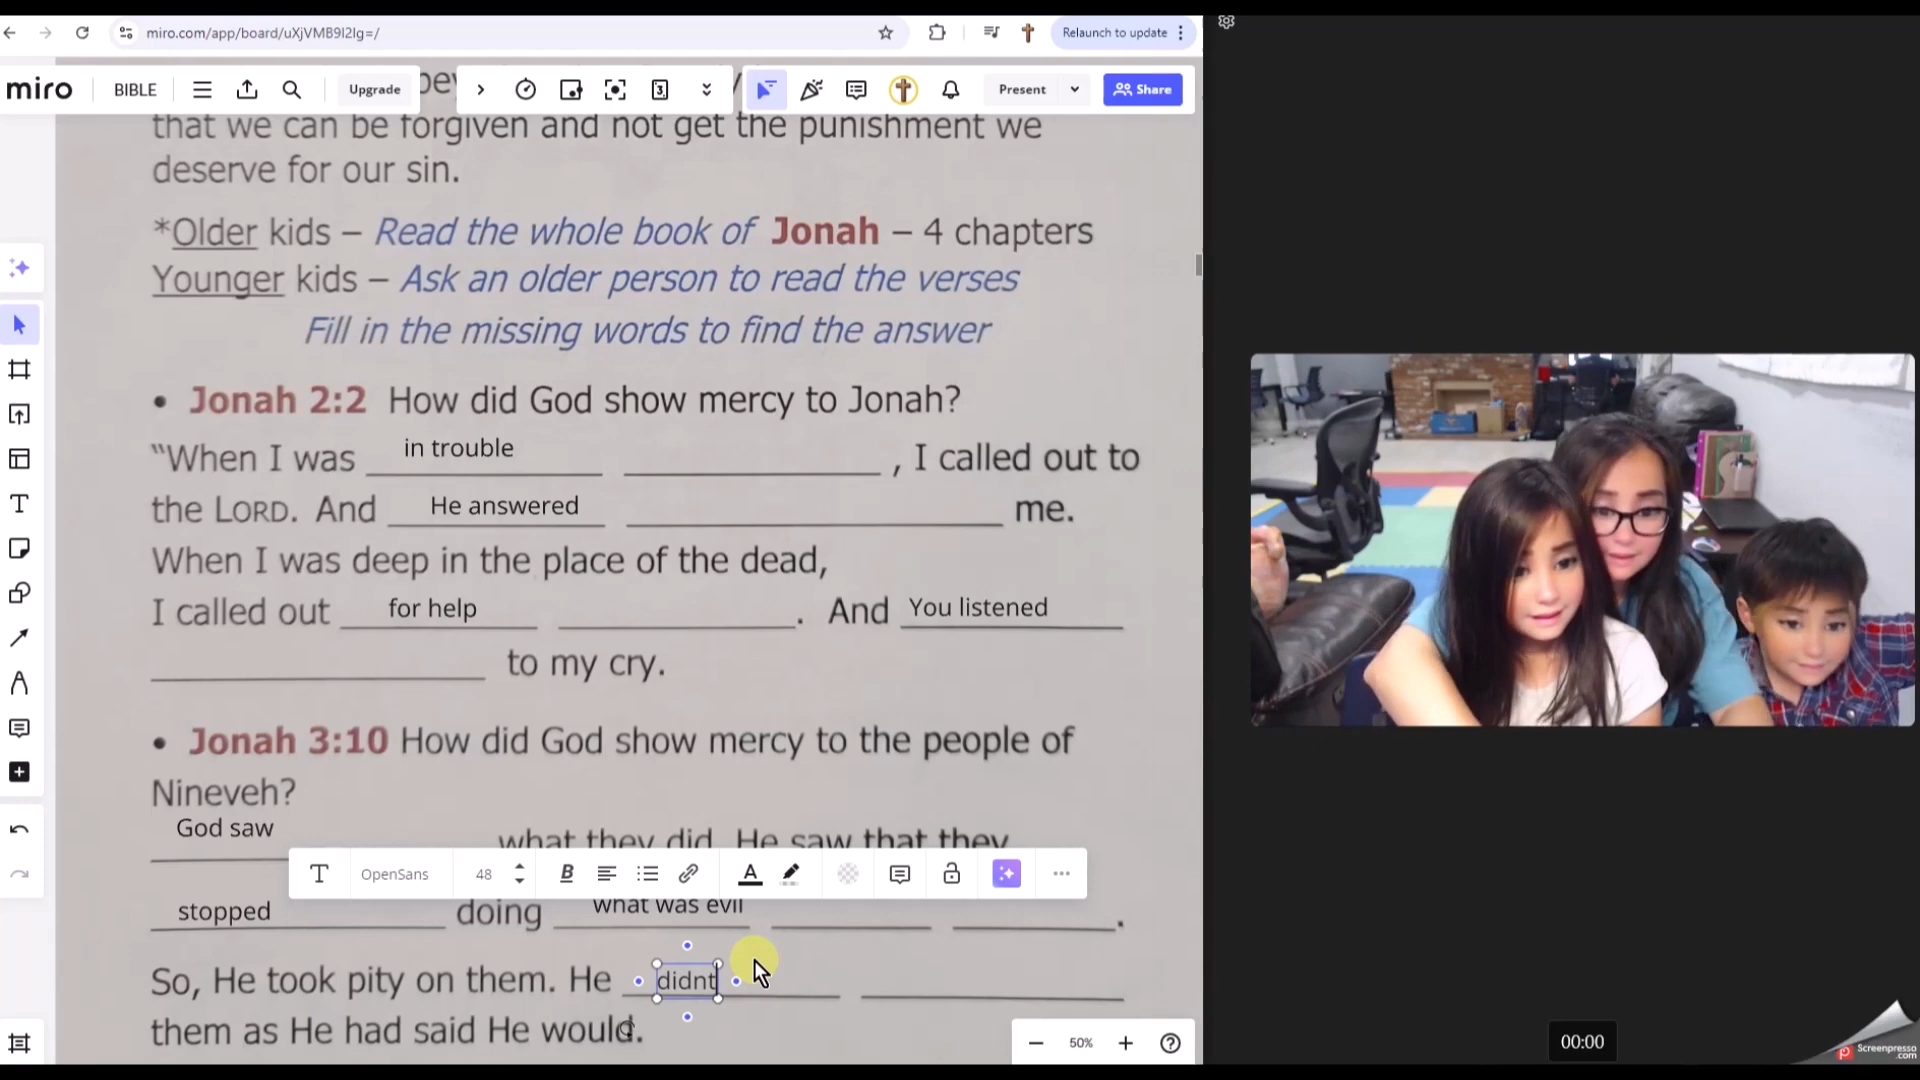 miro.com/app/board/uXjVMB9I2Ig=/
Relaunch to update
miro
BIBLE
Upgrade
Present
Share
that we can be forgiven and not get the punishment we
deserve for our sin.
*Older kids – Read the whole book of Jonah – 4 chapters
Younger kids – Ask an older person to read the verses
Fill in the missing words to find the answer
• Jonah 2:2 How did God show mercy to Jonah?
"When I was in trouble , I called out to
the LORD. And He answered me.
When I was deep in the place of the dead,
I called out for help . And You listened
to my cry.
• Jonah 3:10 How did God show mercy to the people of
Nineveh?
God saw what they did. He saw that they
OpenSans 48 B A
stopped doing what was evil .
So, He took pity on them. He didnt
them as He had said He would.
50%
00:00
Screenpresso
.com